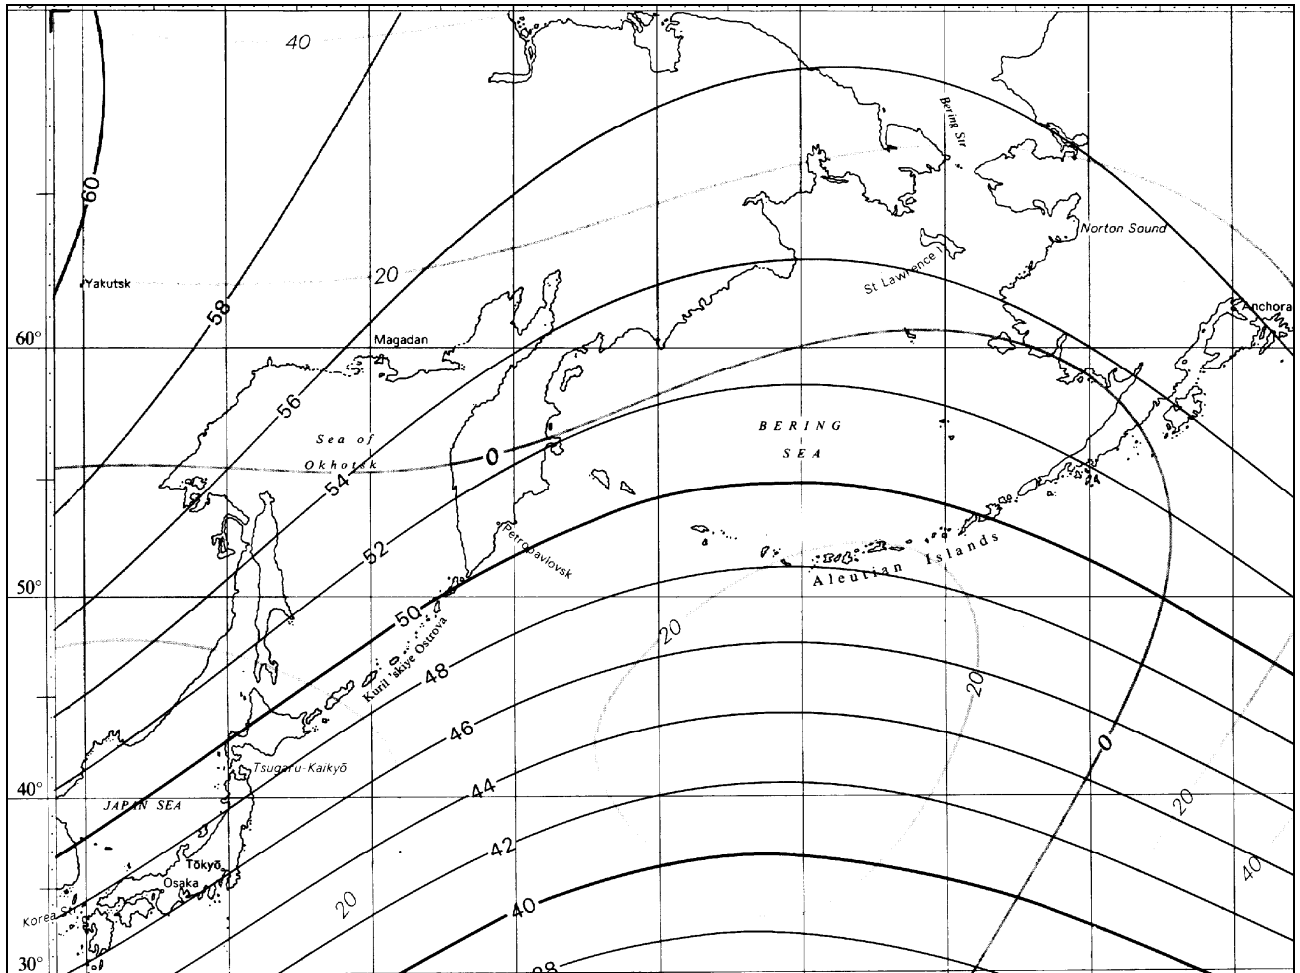 40
Bering Str
60
Norton Sound
St Lawrence I
Yakutsk
20
58
Anchora
60°
Magadan
56
BERING
SEA
Sea of
Okhotsk
0
54
52
Petropavlovsk
Aleutian Islands
50°
50
20
Kuril'skiye Ostrova
48
20
46
0
Tsugaru-Kaikyō
40°
JAPAN SEA
44
20
42
Tōkyō
Osaka
40
20
40
Korea
30°